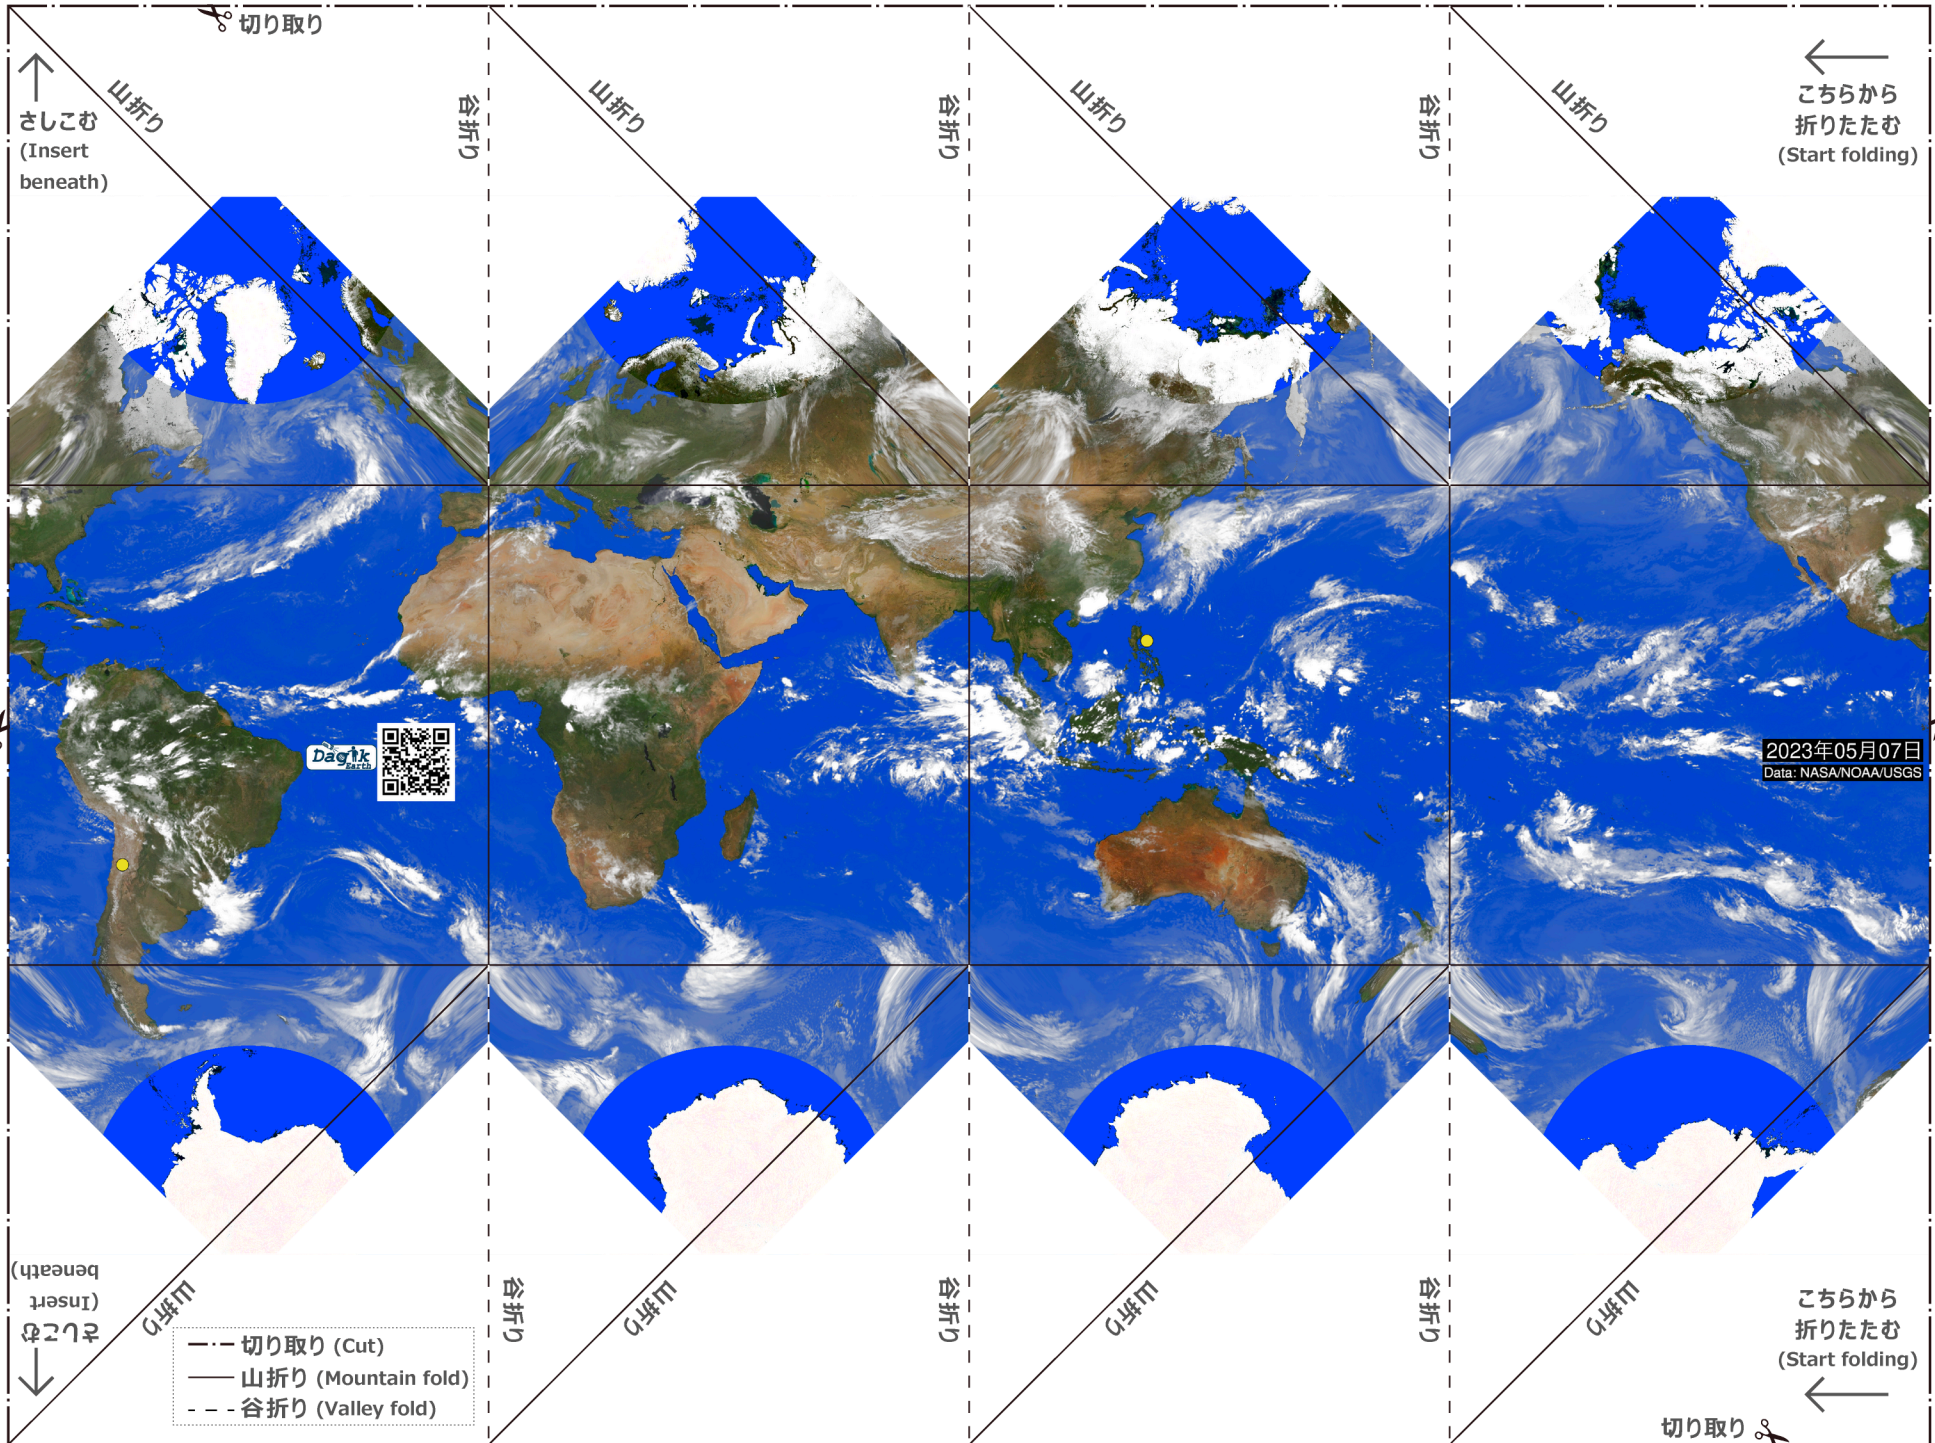 切り取り
さしこむ
(Insert
beneath)
山折り
谷折り
山折り
谷折り
山折り
谷折り
山折り
こちらから
折りたたむ
(Start folding)
Dagik
Earth
2023年05月07日
Data: NASA/NOAA/USGS
さしこむ
(Insert
beneath)
山折り
谷折り
山折り
谷折り
山折り
谷折り
山折り
こちらから
折りたたむ
(Start folding)
切り取り (Cut)
山折り (Mountain fold)
谷折り (Valley fold)
切り取り